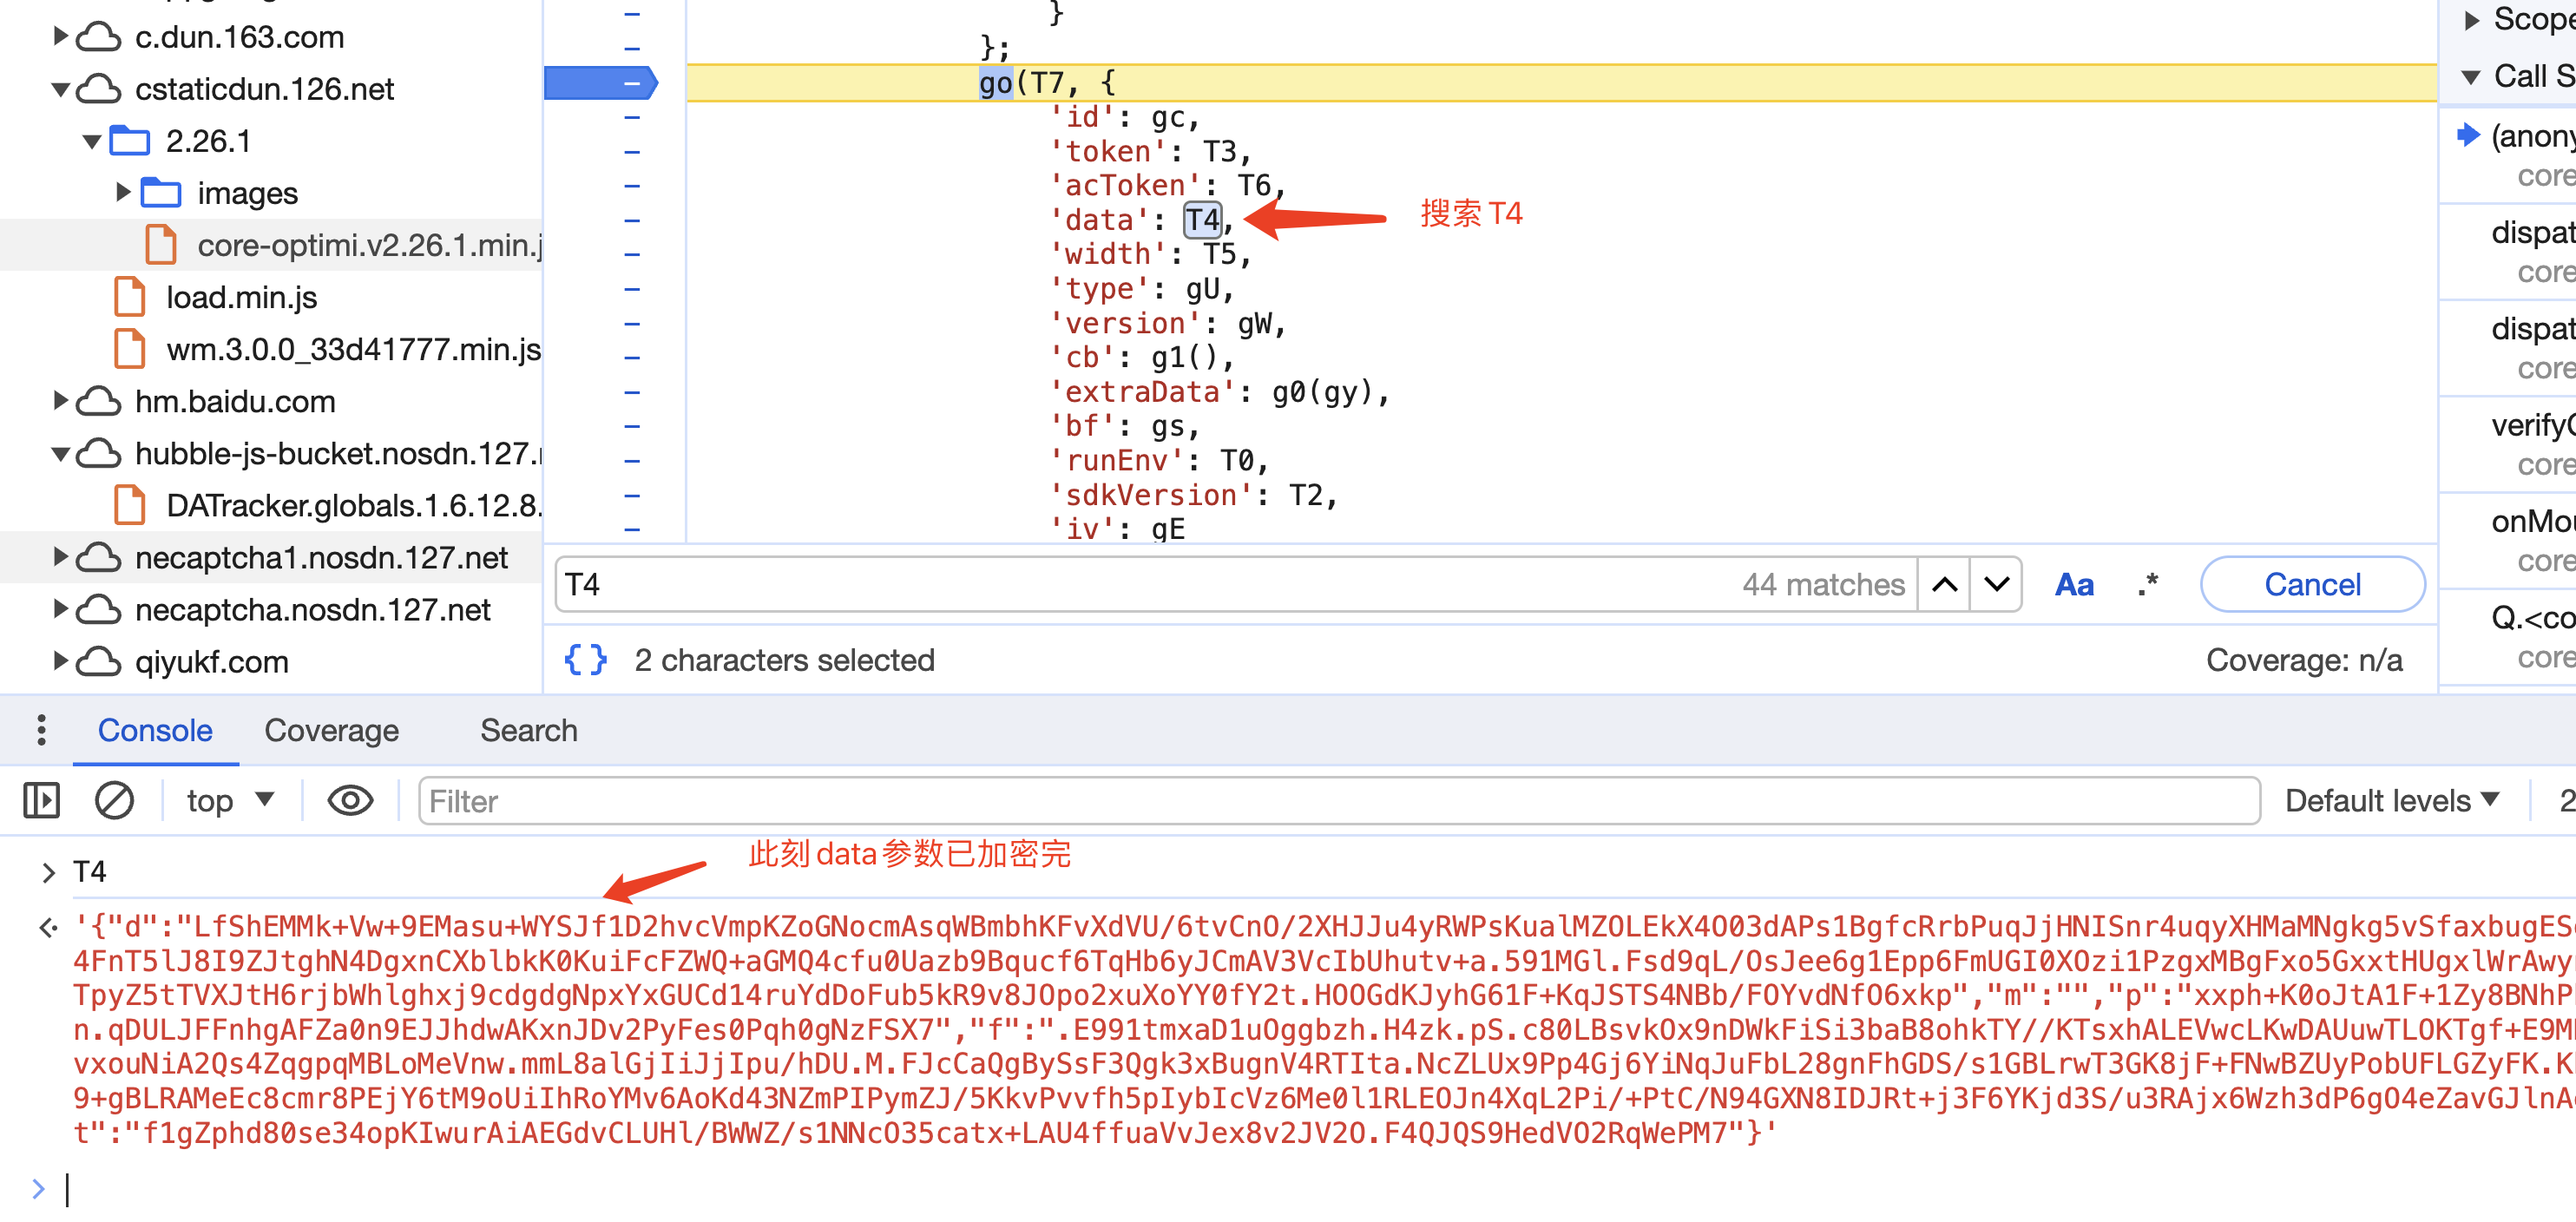 c.dun.163.com
cstaticdun.126.net
2.26.1
images
core-optimi.v2.26.1.min.j
load.min.js
wm.3.0.0_33d41777.min.js
hm.baidu.com
hubble-js-bucket.nosdn.127.
DATracker.globals.1.6.12.8.
necaptcha1.nosdn.127.net
necaptcha.nosdn.127.net
qiyukf.com
}
};
go(T7, {
'id': gc,
'token': T3,
'acToken': T6,
'data': T4,
搜索 T4
'width': T5,
'type': gU,
'version': gW,
'cb': g1(),
'extraData': g0(gy),
'bf': gs,
'runEnv': T0,
'sdkVersion': T2,
'iv': gE
T4
44 matches
Aa
.*
Cancel
{} 2 characters selected
Coverage: n/a
Scope
Call S
(anony
core
dispat
core
dispat
core
verifyC
core
onMou
core
Q.<co
core
Console Coverage Search
top
Filter
Default levels
2
> T4
此刻 data 参数已加密完
'{"d":"LfShEMMk+Vw+9EMasu+WYSJf1D2hvcVmpKZoGNocmAsqWBmbhKFvXdVU/6tvCnO/2XHJJu4yRWPsKualMZOLEkX4O03dAPs1BgfcRrbPuqJjHNISnr4uqyXHMaMNgkg5vSfaxbugES
4FnT5lJ8I9ZJtghN4DgxnCXblbkK0KuiFcFZWQ+aGMQ4cfu0Uazb9Bqucf6TqHb6yJCmAV3VcIbUhutv+a.591MGl.Fsd9qL/OsJee6g1Epp6FmUGI0XOzi1PzgxMBgFxo5GxxtHUgxlWrAwy
TpyZ5tTVXJtH6rjbWhlghxj9cdgdgNpxYxGUCd14ruYdDoFub5kR9v8JOpo2xuXoYY0fY2t.HOOGdKJyhG61F+KqJSTS4NBb/FOYvdNfO6xkp","m":"","p":"xxph+K0oJtA1F+1Zy8BNhP
n.qDULJFFnhgAFZa0n9EJJhdwAKxnJDv2PyFes0Pqh0gNzFSX7","f":".E991tmxaD1uOggbzh.H4zk.pS.c80LBsvkOx9nDWkFiSi3baB8ohkTY//KTsxhALEVwcLKwDAUuwTLOKTgf+E9M
vxouNiA2Qs4ZqgpqMBLoMeVnw.mmL8alGjIiJjIpu/hDU.M.FJcCaQgBySsF3Qgk3xBugnV4RTIta.NcZLUx9Pp4Gj6YiNqJuFbL28gnFhGDS/s1GBLrwT3GK8jF+FNwBZUyPobUFLGZyFK.K
9+gBLRAMeEc8cmr8PEjY6tM9oUiIhRoYMv6AoKd43NZmPIPymZJ/5KkvPvvfh5pIybIcVz6Me0l1RLEOJn4XqL2Pi/+PtC/N94GXN8IDJRt+j3F6YKjd3S/u3RAjx6Wzh3dP6gO4eZavGJlnA
t":"f1gZphd80se34opKIwurAiAEGdvCLUHl/BWWZ/s1NNcO35catx+LAU4ffuaVvJex8v2JV2O.F4QJQS9HedVO2RqWePM7"}'
>